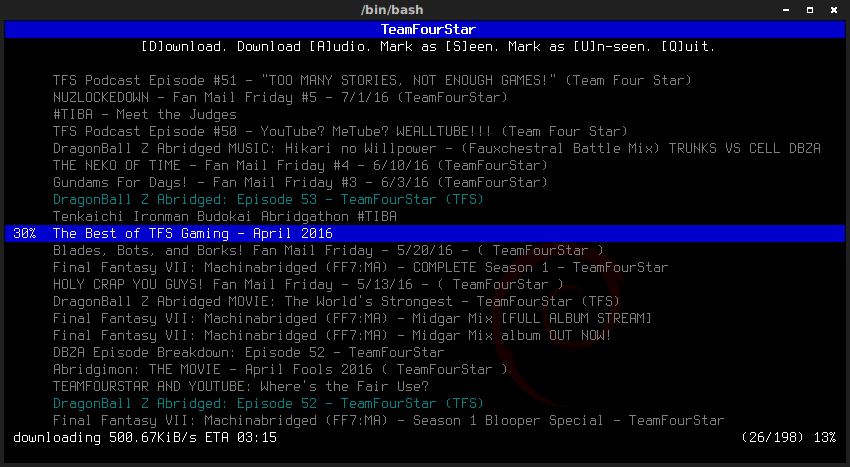 /bin/bash
TeamFourStar
[D]ownload. Download [A]udio. Mark as [S]een. Mark as [U]n-seen. [Q]uit.
TFS Podcast Episode #51 - "TOO MANY STORIES, NOT ENOUGH GAMES!" (Team Four Star)
NUZLOCKEDOWN - Fan Mail Friday #5 - 7/1/16 (TeamFourStar)
#TIBA - Meet the Judges
TFS Podcast Episode #50 - YouTube? MeTube? WEALLTUBE!!! (Team Four Star)
DragonBall Z Abridged MUSIC: Hikari no Willpower - (Fauxchestral Battle Mix) TRUNKS VS CELL DBZA
THE NEKO OF TIME - Fan Mail Friday #4 - 6/10/16 (TeamFourStar)
Gundams For Days! - Fan Mail Friday #3 - 6/3/16 (TeamFourStar)
DragonBall Z Abridged: Episode 53 - TeamFourStar (TFS)
Tenkaichi Ironman Budokai Abridgathon #TIBA
30% The Best of TFS Gaming - April 2016
Blades, Bots, and Borks! Fan Mail Friday - 5/20/16 - ( TeamFourStar )
Final Fantasy VII: Machinabridged (FF7:MA) - COMPLETE Season 1 - TeamFourStar
HOLY CRAP YOU GUYS! Fan Mail Friday - 5/13/16 - ( TeamFourStar )
DragonBall Z Abridged MOVIE: The World's Strongest - TeamFourStar (TFS)
Final Fantasy VII: Machinabridged (FF7:MA) - Midgar Mix [FULL ALBUM STREAM]
Final Fantasy VII: Machinabridged (FF7:MA) - Midgar Mix album OUT NOW!
DBZA Episode Breakdown: Episode 52 - TeamFourStar
Abridgimon: THE MOVIE - April Fools 2016 ( TeamFourStar )
TEAMFOURSTAR AND YOUTUBE: Where's the Fair Use?
DragonBall Z Abridged: Episode 52 - TeamFourStar (TFS)
Final Fantasy VII: Machinabridged (FF7:MA) - Season 1 Blooper Special - TeamFourStar
downloading 500.67KiB/s ETA 03:15 (26/198) 13%